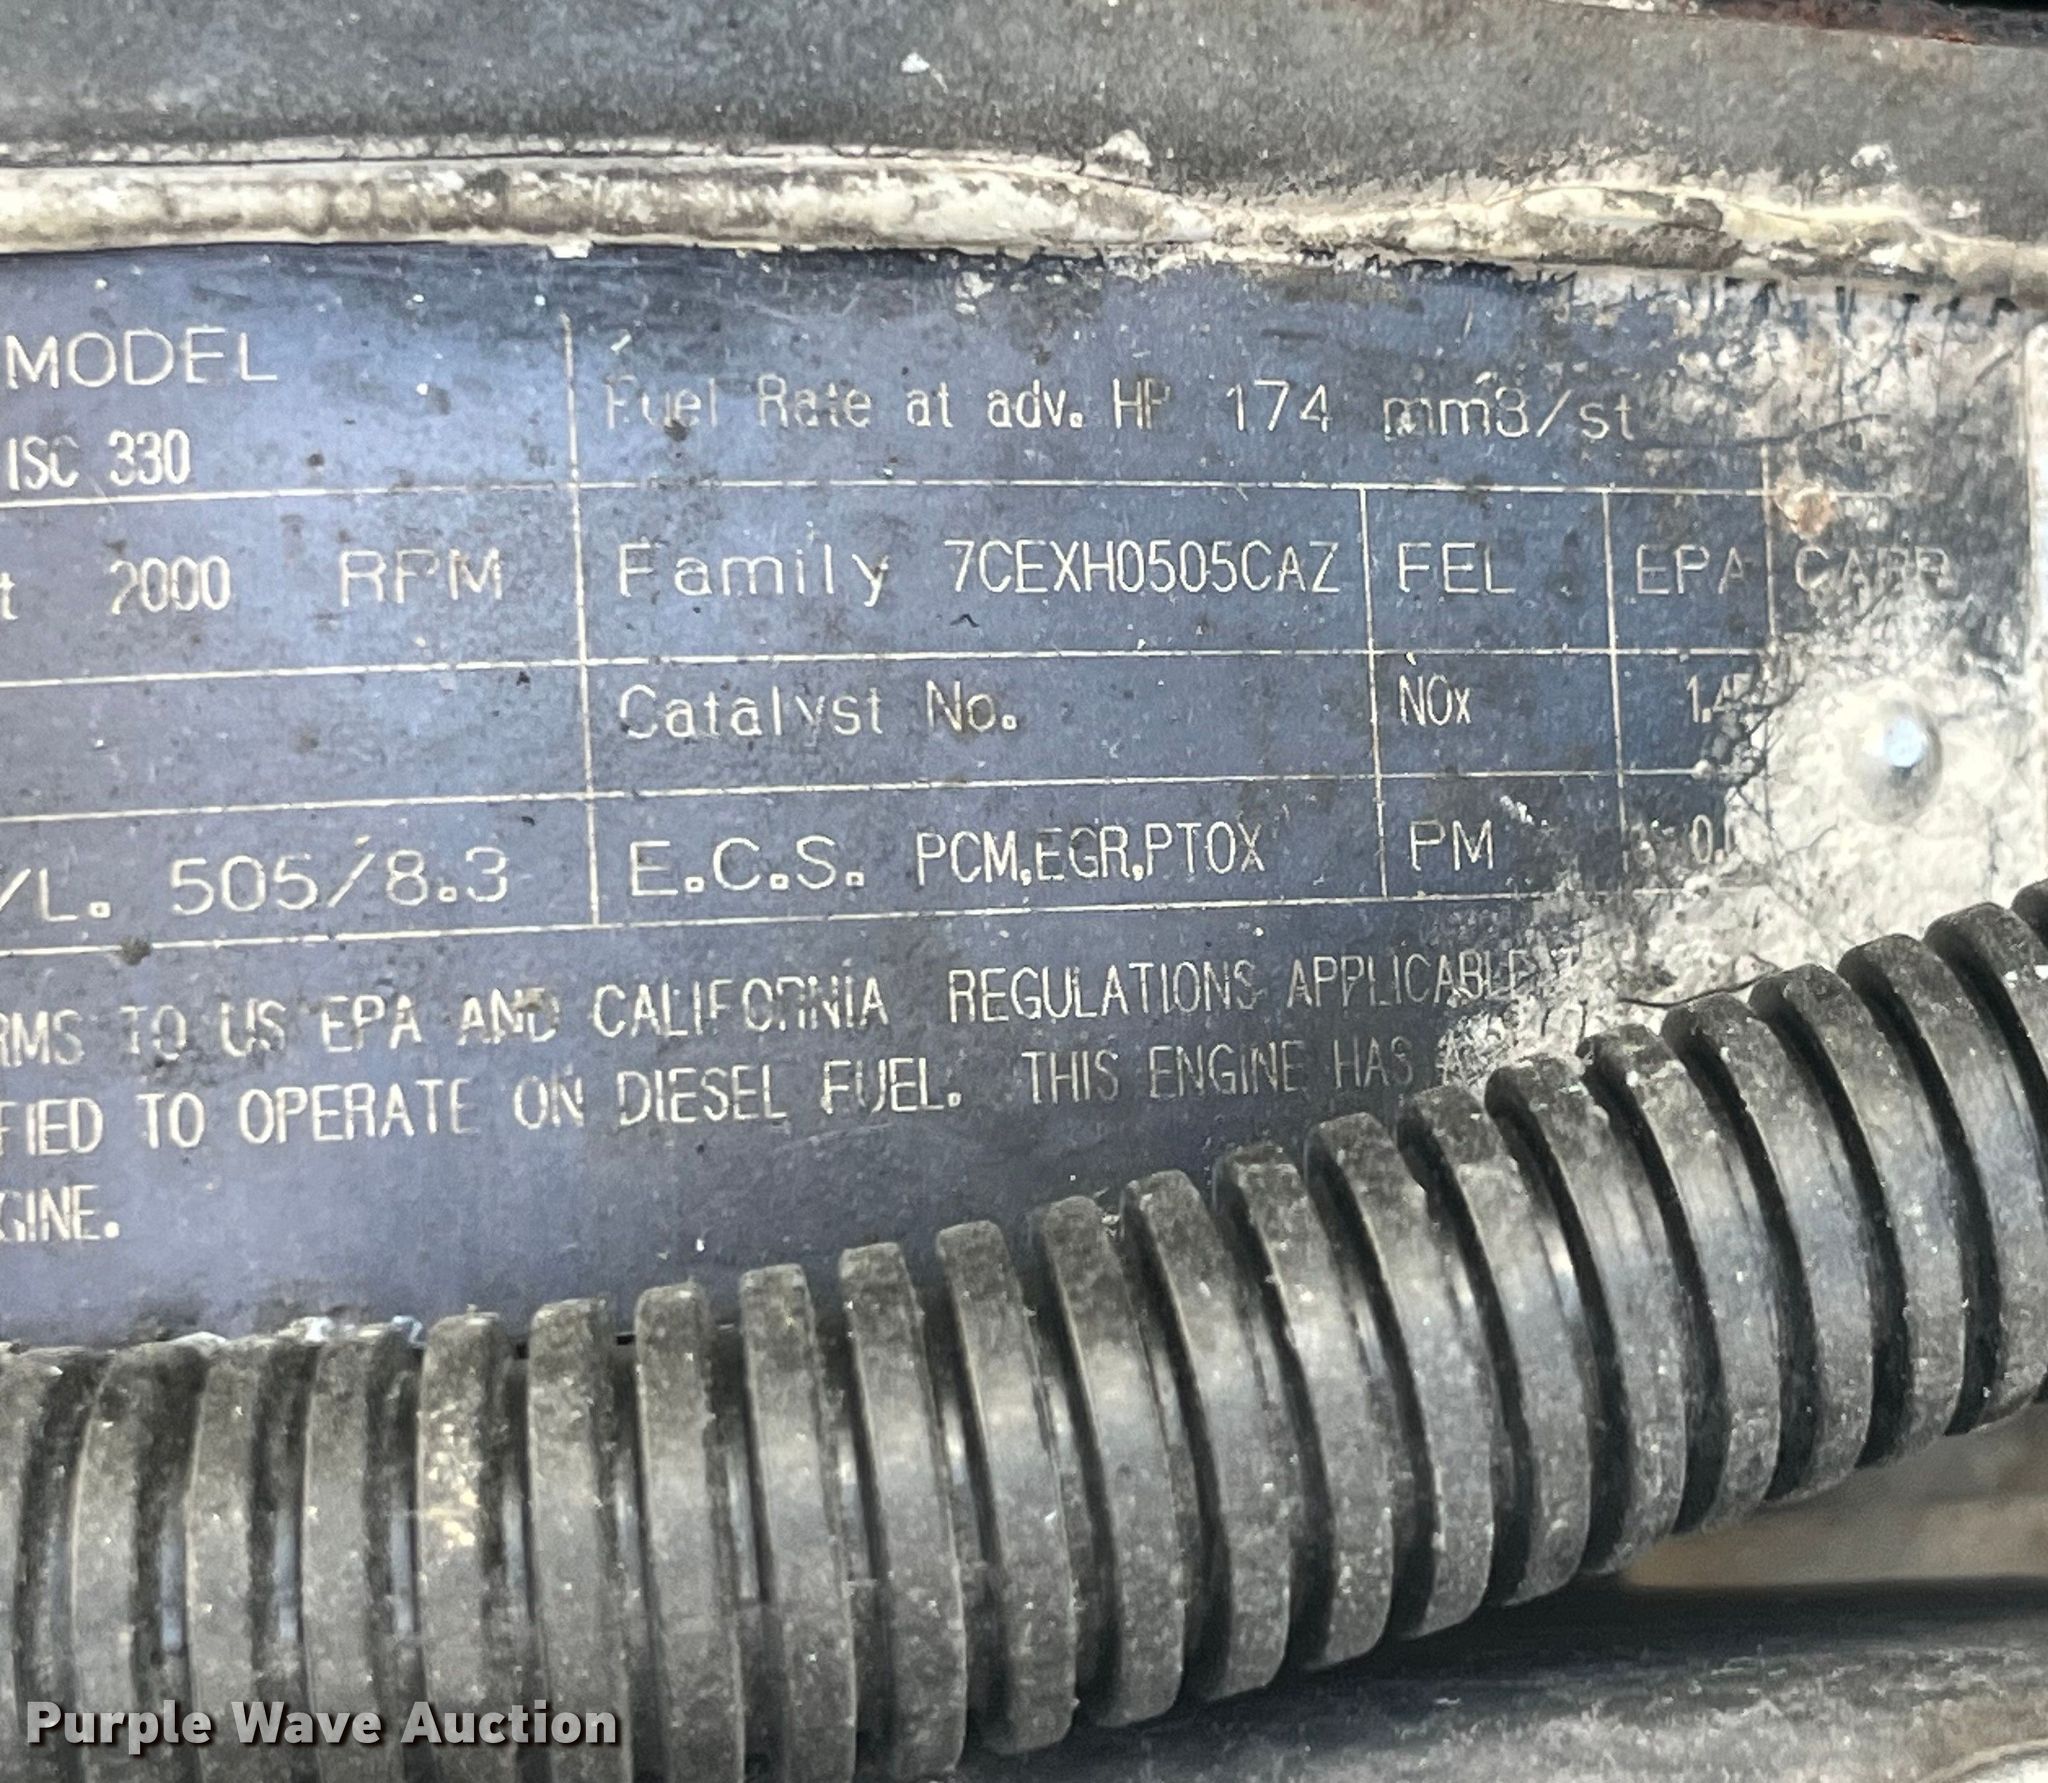 MODEL
ISC 330
Fuel Rate at adv. HP 174 mm3/st
2000 RPM
Family 7CEXH0505CAZ FEL EPA CARB
Catalyst No. NOx
/L. 505/8.3 E.C.S. PCM,EGR,PTOX PM
RMS TO US EPA AND CALIFORNIA REGULATIONS APPLICABLE
FIED TO OPERATE ON DIESEL FUEL. THIS ENGINE HAS
GINE.
Purple Wave Auction